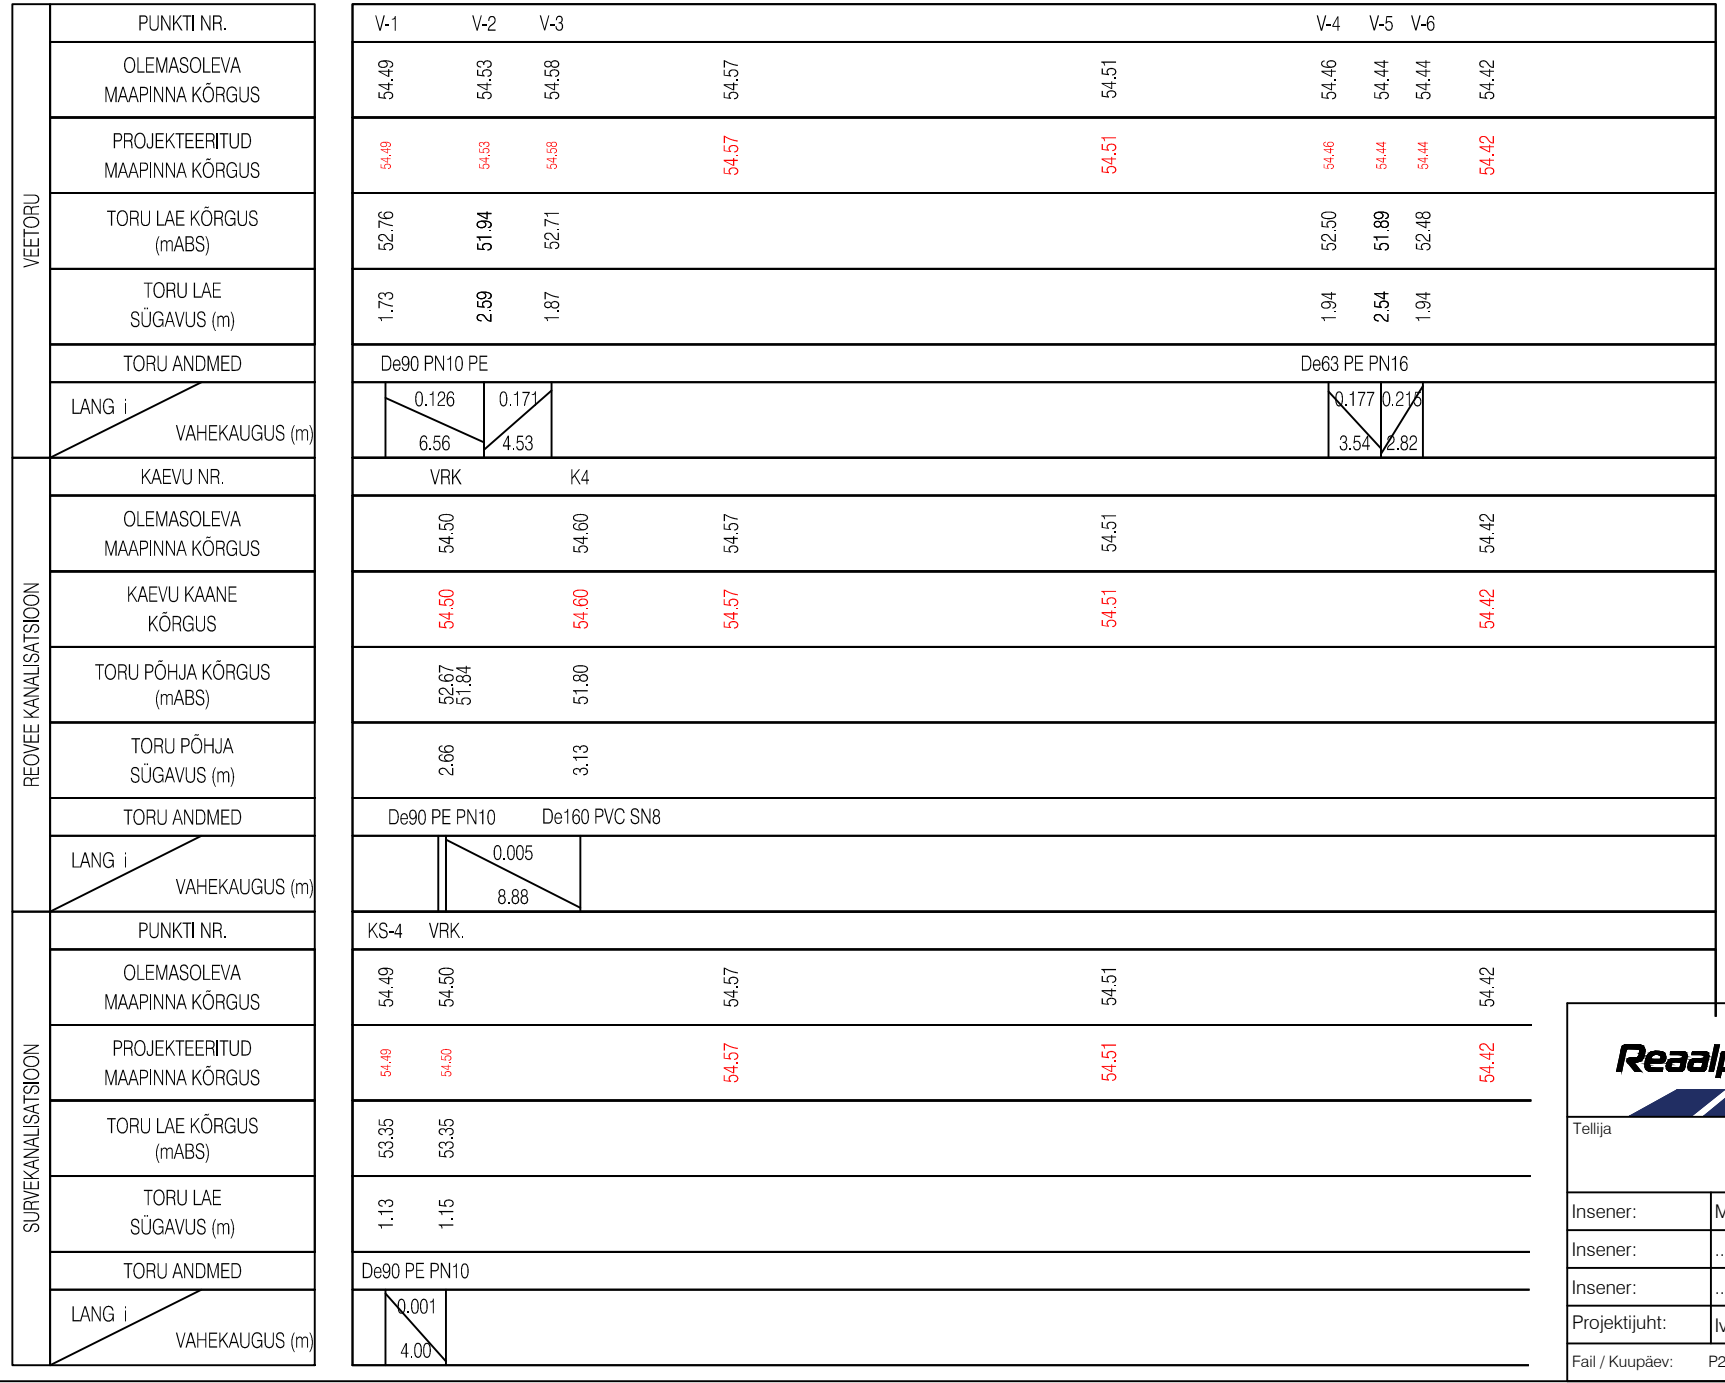 VEETORU
PUNKTI NR. V-1 V-2 V-3 V-4 V-5 V-6
OLEMASOLEVA
MAAPINNA KÕRGUS
54.49 54.53 54.58 54.57 54.51 54.46 54.44 54.44 54.42
PROJEKTEERITUD
MAAPINNA KÕRGUS
54.49 54.53 54.58 54.57 54.51 54.46 54.44 54.44 54.42
TORU LAE KÕRGUS
(mABS)
52.76 51.94 52.71 52.50 51.89 52.48
TORU LAE
SÜGAVUS (m)
1.73 2.59 1.87 1.94 2.54 1.94
TORU ANDMED De90 PN10 PE De63 PE PN16
LANG i 0.126 0.171 0.177 0.215
VAHEKAUGUS (m) 6.56 4.53 3.54 2.82
REOVEE KANALISATSIOON
KAEVU NR. VRK K4
OLEMASOLEVA
MAAPINNA KÕRGUS
54.50 54.60 54.57 54.51 54.42
KAEVU KAANE
KÕRGUS
54.50 54.60 54.57 54.51 54.42
TORU PÕHJA KÕRGUS
(mABS)
52.67
51.84
51.80
TORU PÕHJA
SÜGAVUS (m)
2.66 3.13
TORU ANDMED De90 PE PN10 De160 PVC SN8
LANG i 0.005
VAHEKAUGUS (m) 8.88
SURVEKANALISATSIOON
PUNKTI NR. KS-4 VRK.
OLEMASOLEVA
MAAPINNA KÕRGUS
54.49 54.50 54.57 54.51 54.42
PROJEKTEERITUD
MAAPINNA KÕRGUS
54.49 54.50 54.57 54.51 54.42
TORU LAE KÕRGUS
(mABS)
53.35 53.35
TORU LAE
SÜGAVUS (m)
1.13 1.15
TORU ANDMED De90 PE PN10
LANG i 0.001
VAHEKAUGUS (m) 4.00
Tellija
Insener:
Insener: ..
Insener: ..
Projektijuht:
Fail / Kuupäev: